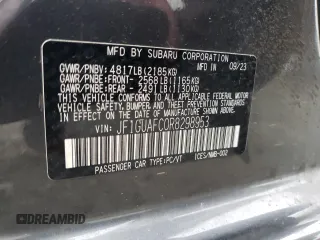 MFD BY SUBARU CORPORATION
GVWR/PNBV: 4817LB(2185KG) 09/23
GAWR/PNBE:FRONT- 2568LB(1165KG)
GAWR/PNBE:REAR - 2491LB(1130KG)
THIS VEHICLE CONFORMS TO ALL APPLICABLE
FEDERAL MOTOR VEHICLE
SAFETY, BUMPER, AND THEFT PREVENTION
STANDARDS IN EFFECT ON THE DATE OF
MANUFACTURE SHOWN ABOVE.
VIN: JF1GUAFC0R8298953
PASSENGER CAR TYPE:PC/VT ICES/NMB-002
DREAMBID